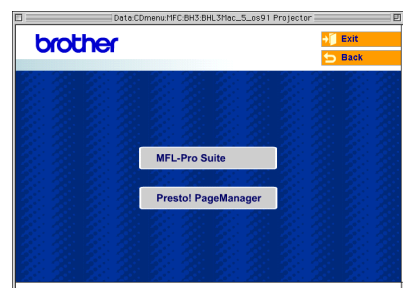 Data:CDmenu:MFC:BH3:BHL3Mac_5_os91 Projector
brother
Exit
Back
MFL-Pro Suite
Presto! PageManager